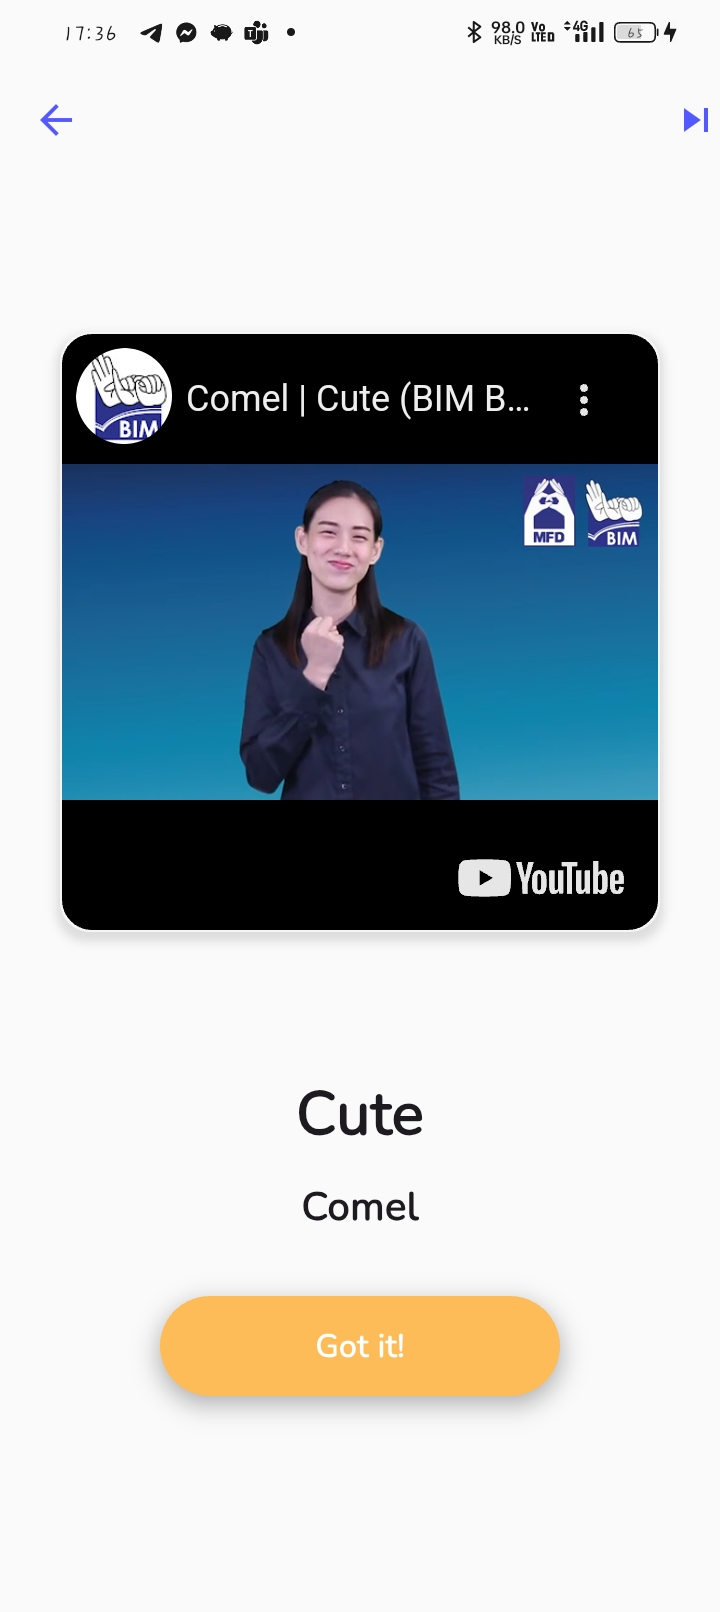 17:36
98.0 KB/S
Vo LTED
4G
65
BIM
Comel | Cute (BIM B...
MFD
BIM
YouTube
Cute
Comel
Got it!